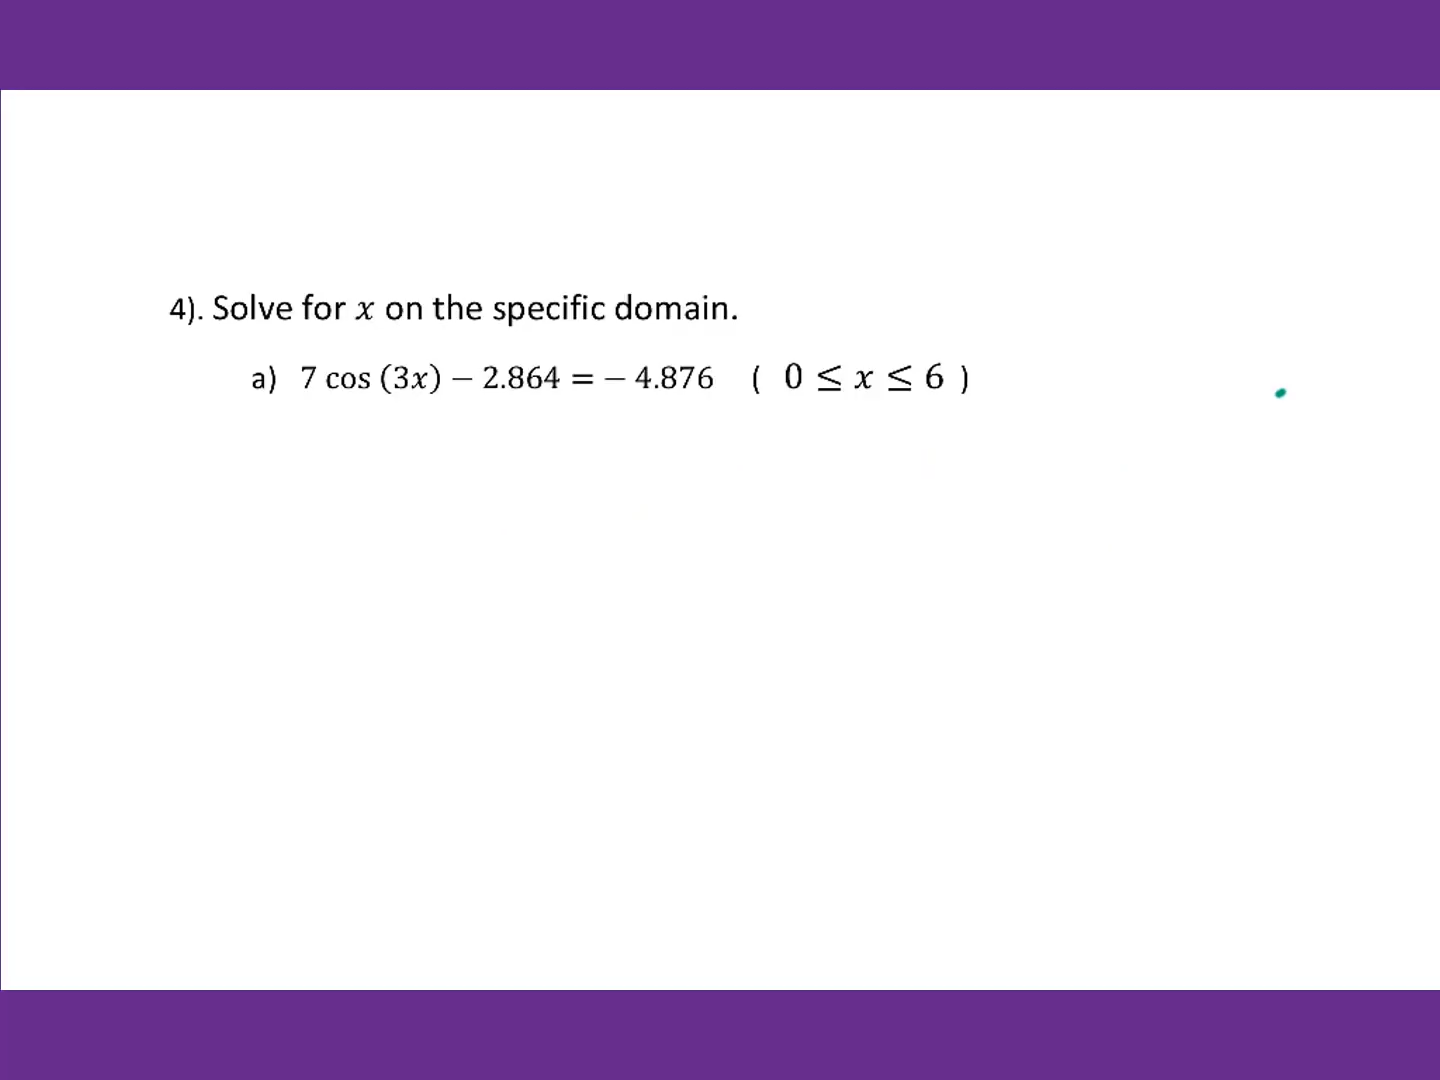 4). Solve for x on the specific domain.
a) 7 cos (3x) − 2.864 = − 4.876 ( 0 ≤ x ≤ 6 )